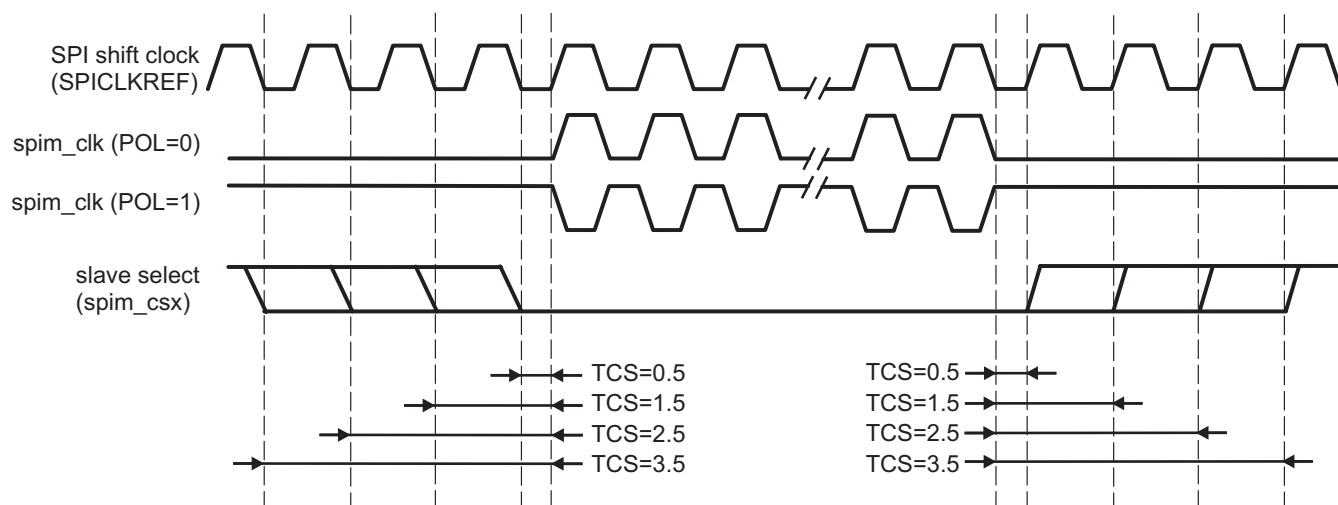 SPI shift clock
(SPICLKREF)
spim_clk (POL=0)
spim_clk (POL=1)
slave select
(spim_csx)
TCS=0.5
TCS=1.5
TCS=2.5
TCS=3.5
TCS=0.5
TCS=1.5
TCS=2.5
TCS=3.5